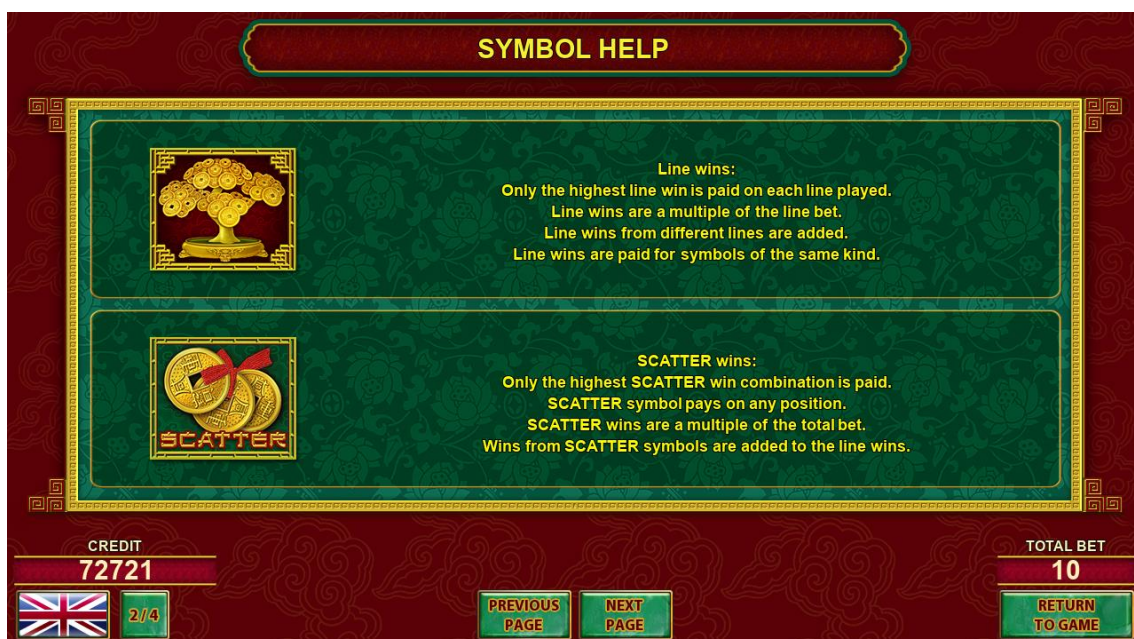 SYMBOL HELP
Line wins:
Only the highest line win is paid on each line played.
Line wins are a multiple of the line bet.
Line wins from different lines are added.
Line wins are paid for symbols of the same kind.
SCATTER
SCATTER wins:
Only the highest SCATTER win combination is paid.
SCATTER symbol pays on any position.
SCATTER wins are a multiple of the total bet.
Wins from SCATTER symbols are added to the line wins.
CREDIT
72721
2/4
PREVIOUS
PAGE
NEXT
PAGE
TOTAL BET
10
RETURN
TO GAME